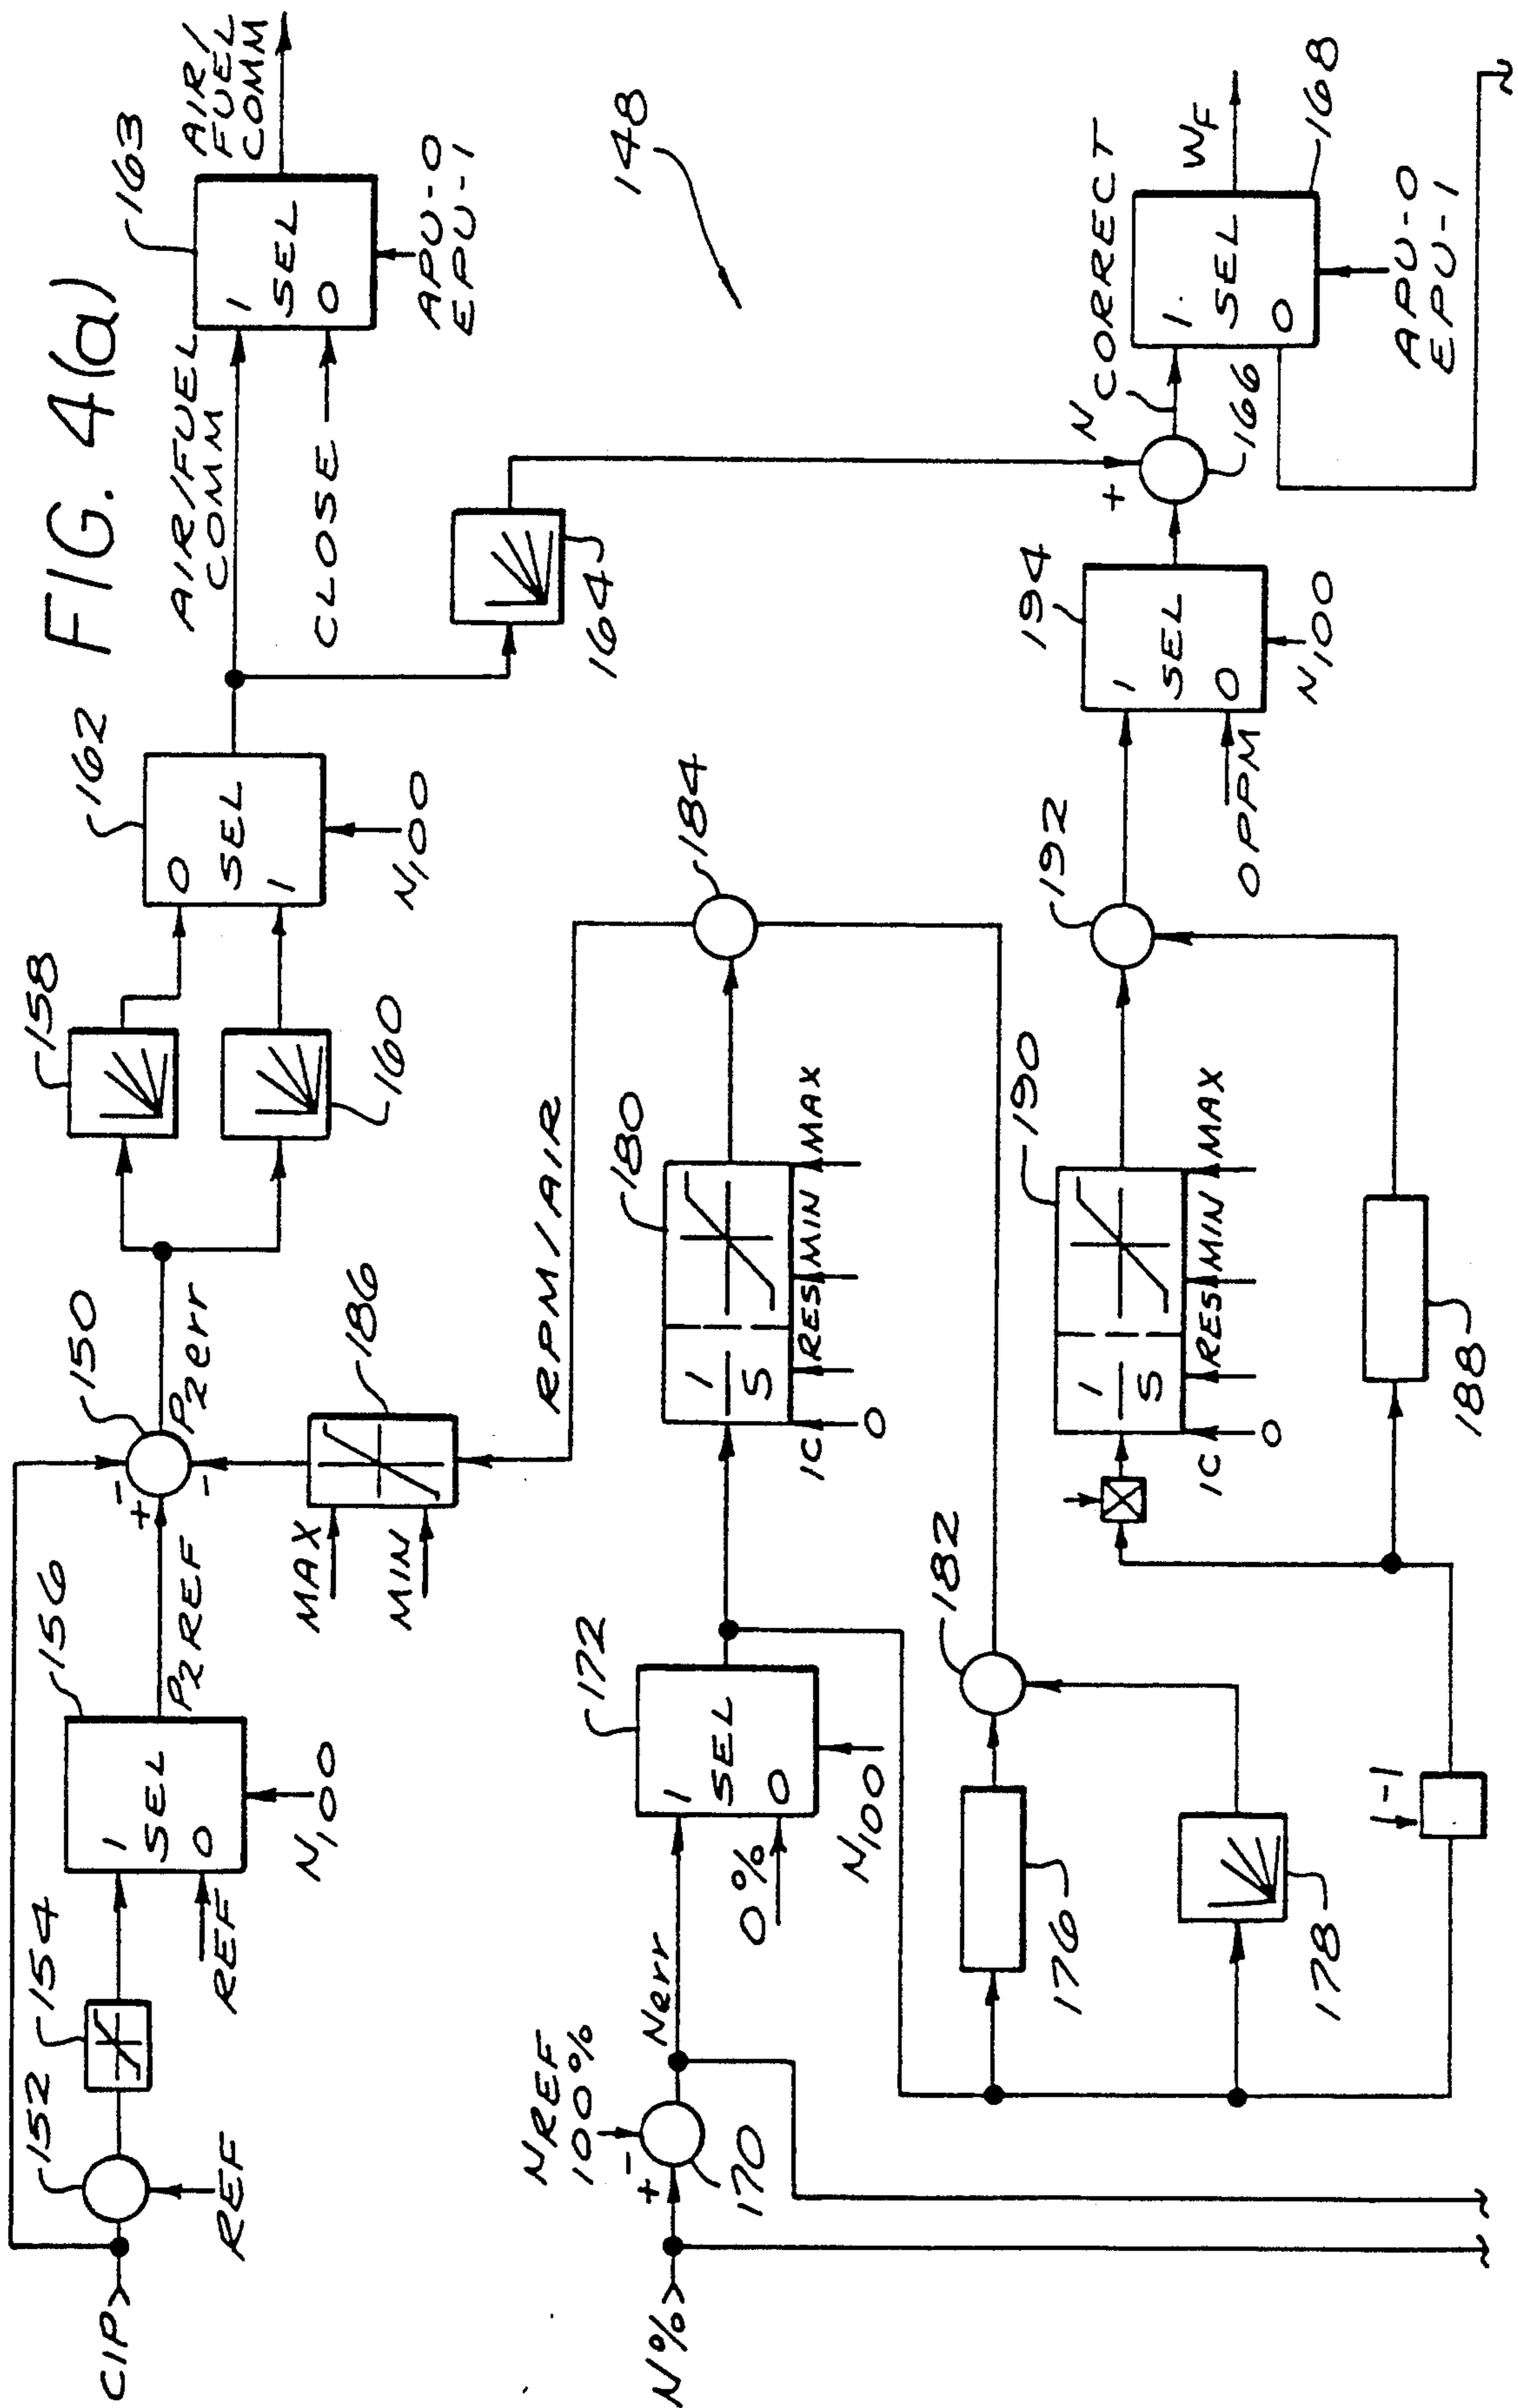 FIG. 4(a)
CIP
152
REF
154
REF
1
SEL
0
156
N100
P2REF
+
-
-
150
P2err
MAX
MIN
186
158
160
0
SEL
1
162
N100
AIR/FUEL
COMM
CLOSE
1
SEL
0
163
APU-0
EPU-1
AIR/
FUEL
COMM
164
148
RPM/AIR
N%
+
-
NREF
100%
170
Nerr
0%
1
SEL
0
172
N100
1
S
IC
0
RES
MIN
MAX
180
184
176
178
182
-1
1
S
IC
0
RES
MIN
MAX
190
188
192
OPPM
1
SEL
0
194
N100
+
166
N CORRECT
1
SEL
0
168
WF
APU-0
EPU-1